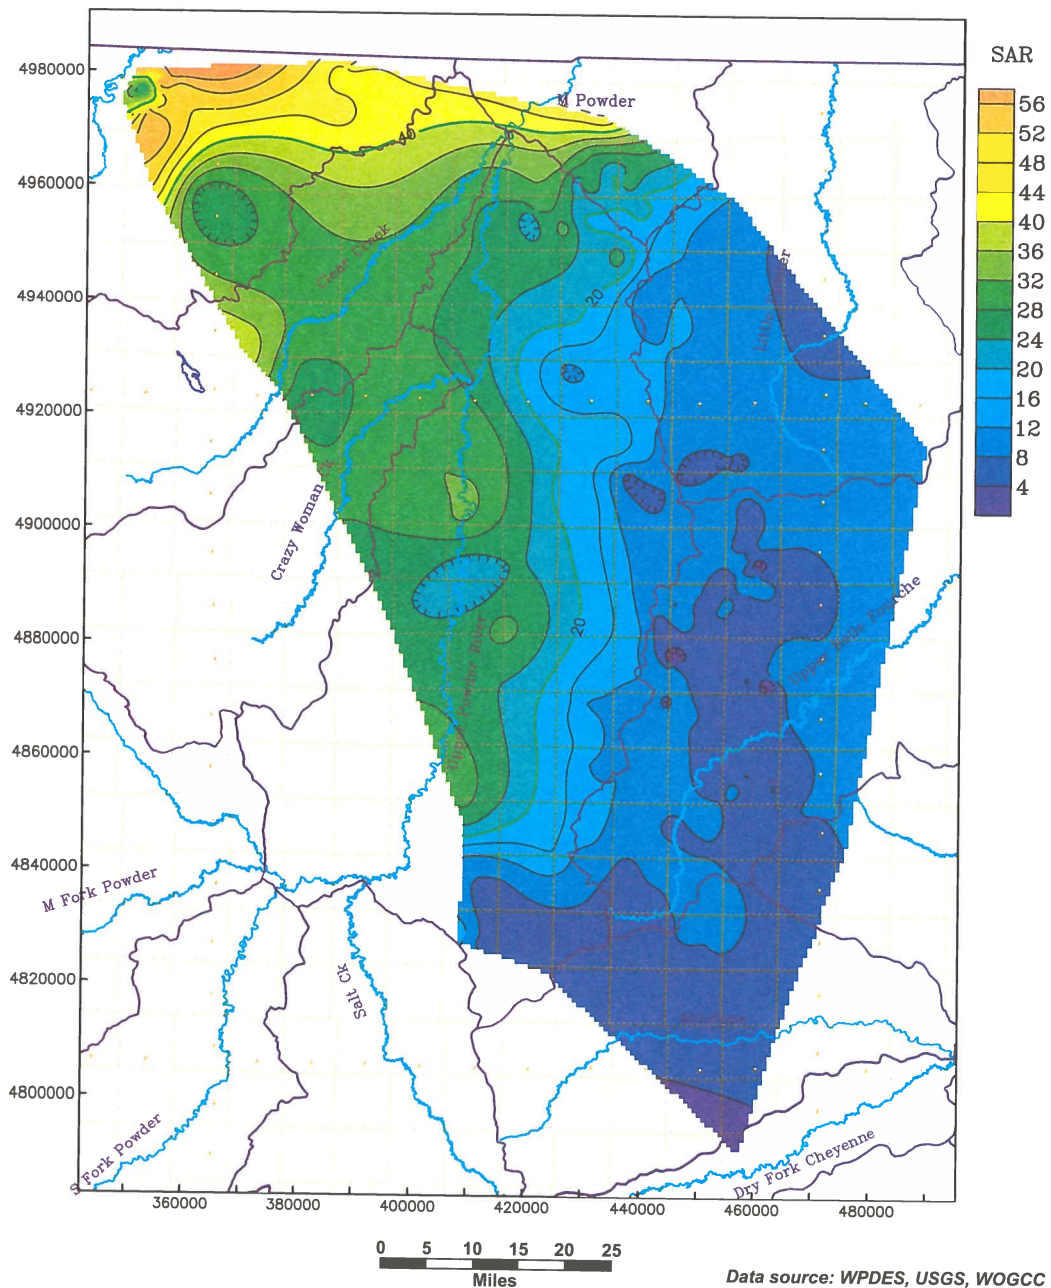 SAR
56
52
48
44
40
36
32
28
24
20
16
12
8
4
4980000
4960000
4940000
4920000
4900000
4880000
4860000
4840000
4820000
4800000
M Powder
40
Clear Creek
20
Crazy Woman Ck
20
Upper Powder River
Upper Belle Fourche
M Fork Powder
Salt Ck
S Fork Powder
Dry Fork Cheyenne
360000
380000
400000
420000
440000
460000
480000
0 5 10 15 20 25
Miles
Data source: WPDES, USGS, WOGCC